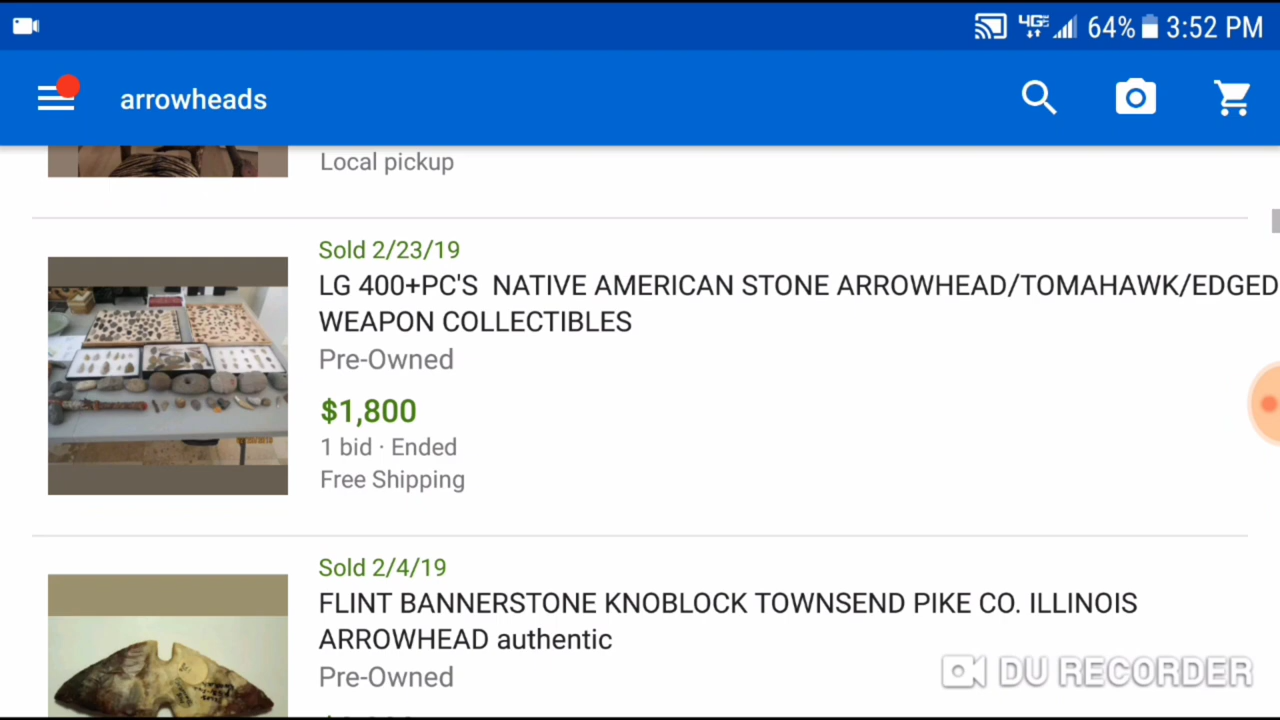 4GE 64% 3:52 PM
arrowheads
Local pickup
Sold 2/23/19
LG 400+PC'S NATIVE AMERICAN STONE ARROWHEAD/TOMAHAWK/EDGED
WEAPON COLLECTIBLES
Pre-Owned
$1,800
1 bid · Ended
Free Shipping
Sold 2/4/19
FLINT BANNERSTONE KNOBLOCK TOWNSEND PIKE CO. ILLINOIS
ARROWHEAD authentic
Pre-Owned
DU RECORDER